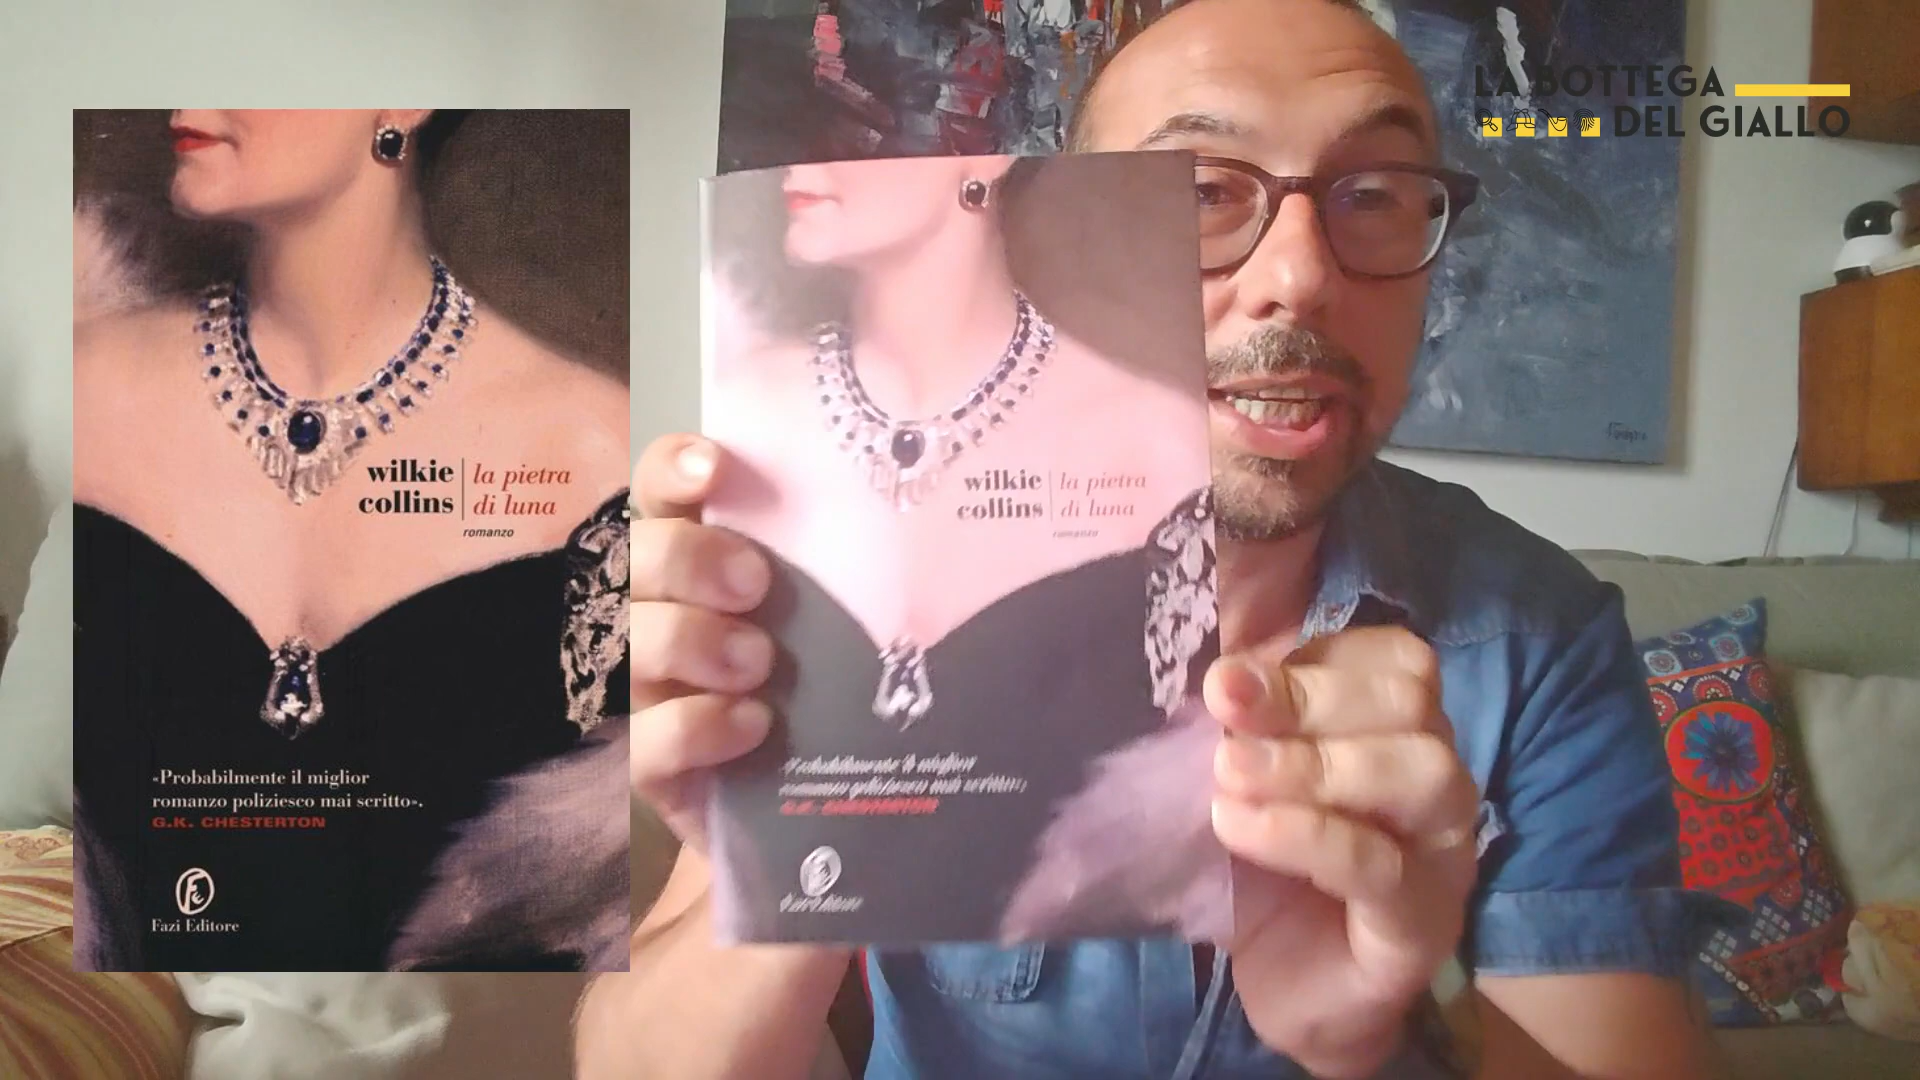 LA BOTTEGA
DEL GIALLO
wilkie
collins
la pietra
di luna
romanzo
«Probabilmente il miglior
romanzo poliziesco mai scritto».
G.K. CHESTERTON
Fazi Editore
wilkie
collins
la pietra
di luna
romanzo